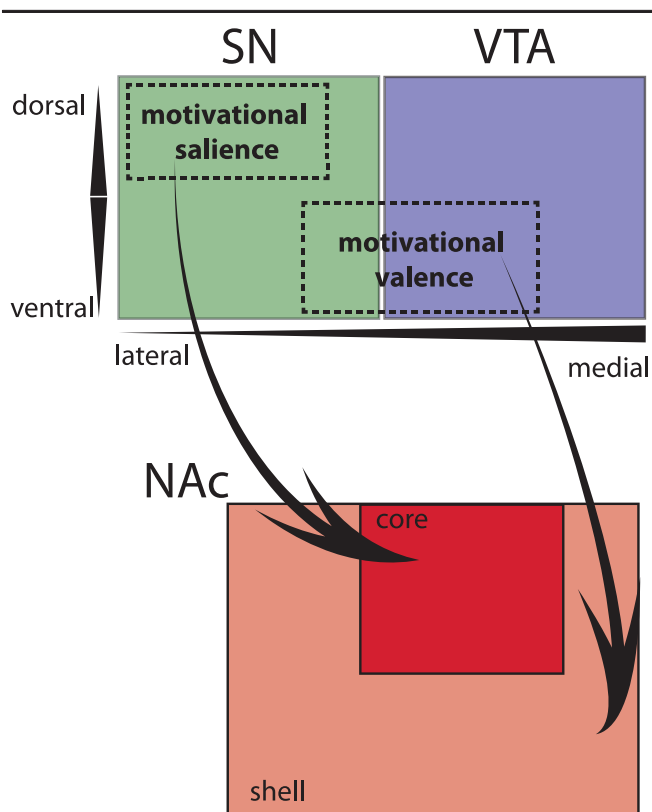 SN
VTA
dorsal
motivational
salience
motivational
valence
ventral
lateral
medial
NAc
core
shell